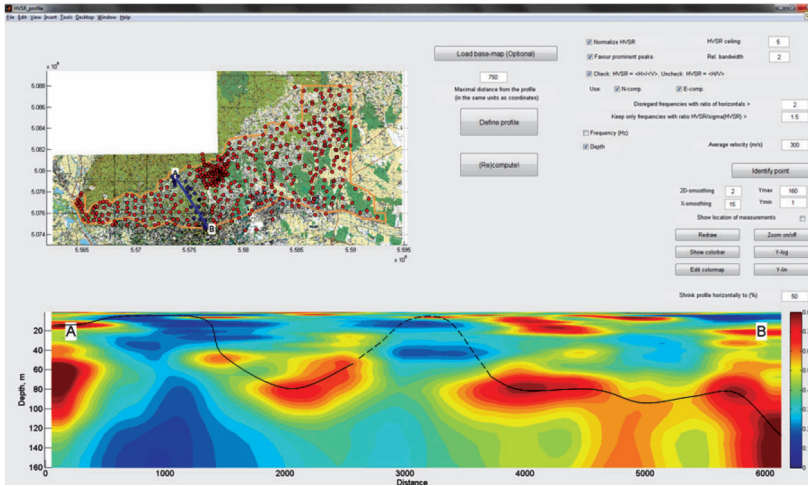 HVSR_profile
File Edit View Insert Tools Desktop Window Help
x 10⁶
5.088
5.086
5.084
5.082
5.08
5.078
5.076
5.074
A
B
5.565 5.57 5.575 5.58 5.585 5.59 5.595
x 10⁶
Load base-map (Optional)
750
Maximal distance from the profile
(in the same units as coordinates)
Define profile
(Re)compute!
Normalize HVSR HVSR ceiling: 5
Favour prominent peaks Rel. bandwidth 2
Check: HVSR = <H>/<V>, Uncheck: HVSR = <H/V>
Use: N-comp. E-comp.
Disregard frequencies with ratio of horizontals > 2
Keep only frequencies with ratio HVSR/sigma(HVSR) > 1.5
Frequency (Hz)
Depth Average velocity (m/s) 300
Identify point
2D-smoothing 2 Ymax 160
X-smoothing 15 Ymin 1
Show location of measurements
Redraw Zoom on/off
Show colorbar Y-log
Edit colormap Y-lin
Shrink profile horizontally to (%) 50
A B
20
40
60
80
100
120
140
160
Depth, m
0 1000 2000 3000 4000 5000 6000
Distance